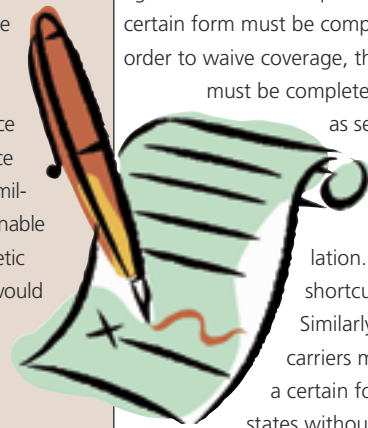 e
ce
ce
mil-
nable
etic
would
certain form must be comp
order to waive coverage, th
must be complete
as se
lation.
shortcu
Similarly
carriers m
a certain fo
states withou